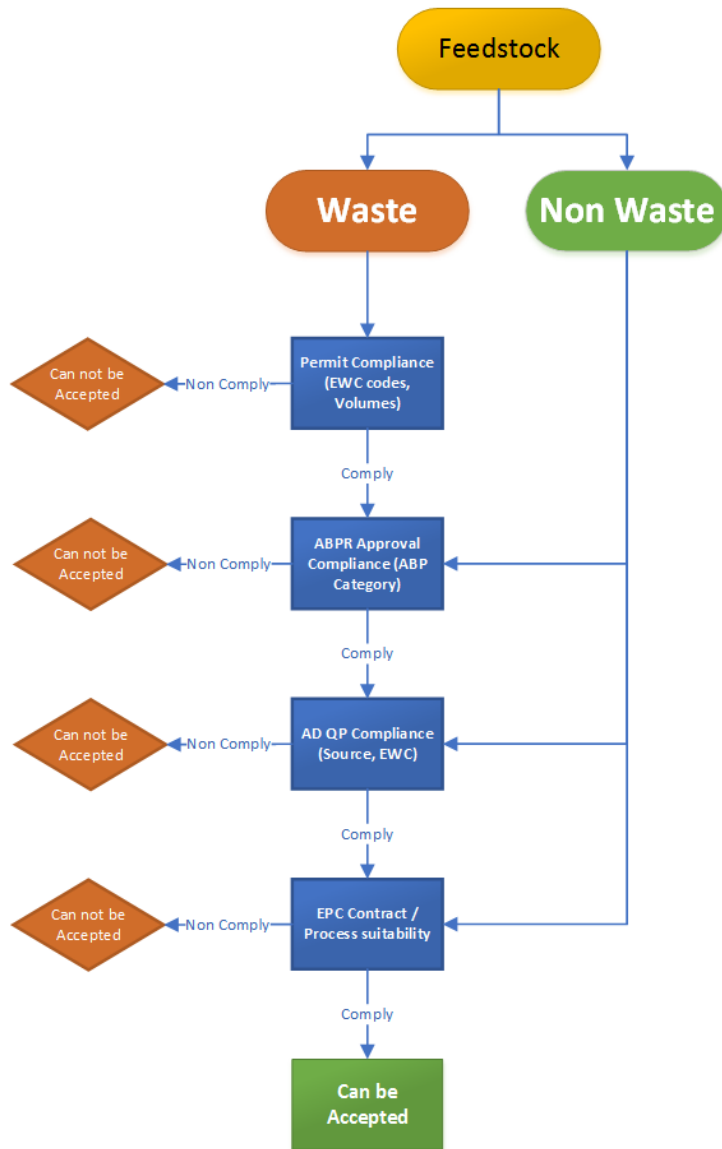 Feedstock
Waste
Non Waste
Can not be
Accepted
Non Comply
Permit Compliance
(EWC codes,
Volumes)
Comply
Can not be
Accepted
Non Comply
ABPR Approval
Compliance (ABP
Category)
Comply
Can not be
Accepted
Non Comply
AD QP Compliance
(Source, EWC)
Comply
Can not be
Accepted
Non Comply
EPC Contract /
Process suitability
Comply
Can be
Accepted